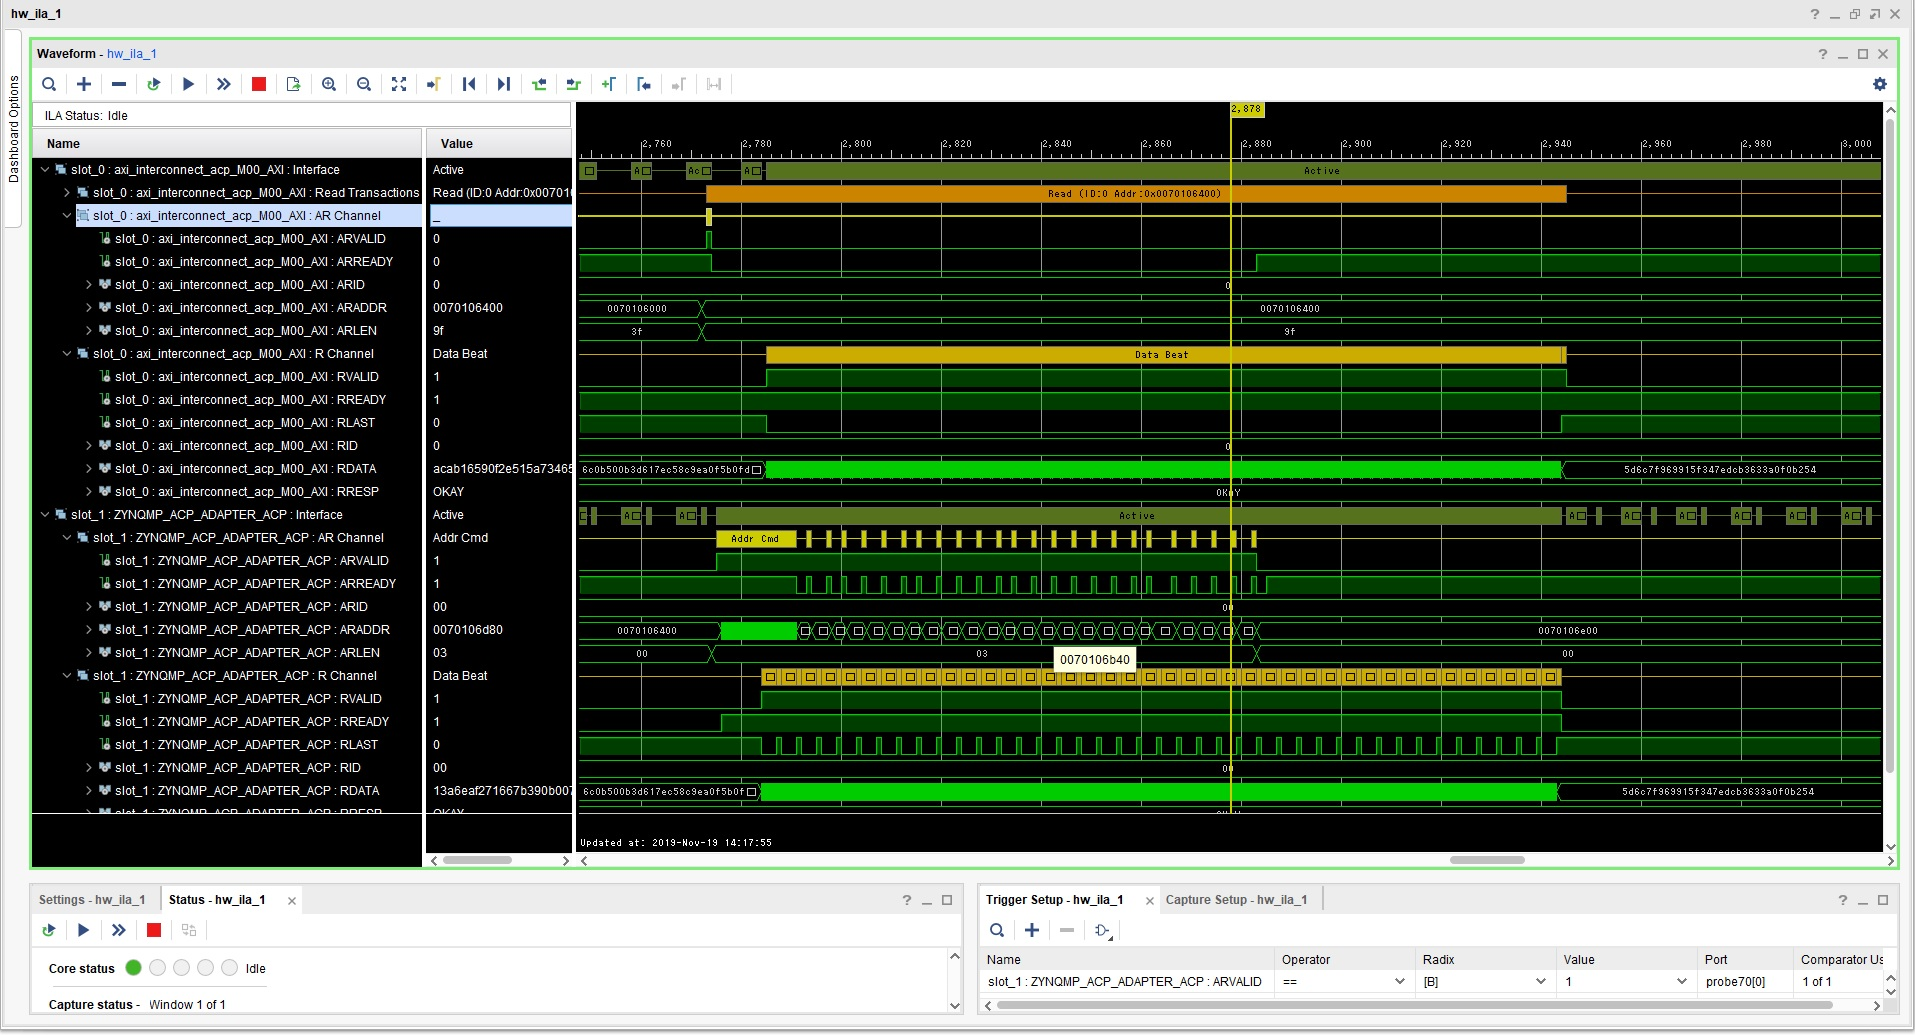 hw_ila_1
Dashboard Options
Waveform - hw_ila_1
ILA Status: Idle
Name Value
2,878
2,760 2,780 2,800 2,820 2,840 2,860 2,880 2,900 2,920 2,940 2,960 2,980 3,000
slot_0 : axi_interconnect_acp_M00_AXI : Interface Active A Ac A Active
slot_0 : axi_interconnect_acp_M00_AXI : Read Transactions Read (ID:0 Addr:0x00701 Read (ID:0 Addr:0x0070106400)
slot_0 : axi_interconnect_acp_M00_AXI : AR Channel _
slot_0 : axi_interconnect_acp_M00_AXI : ARVALID 0
slot_0 : axi_interconnect_acp_M00_AXI : ARREADY 0
slot_0 : axi_interconnect_acp_M00_AXI : ARID 0 0
slot_0 : axi_interconnect_acp_M00_AXI : ARADDR 0070106400 0070106000 0070106400
slot_0 : axi_interconnect_acp_M00_AXI : ARLEN 9f 3f 9f
slot_0 : axi_interconnect_acp_M00_AXI : R Channel Data Beat Data Beat
slot_0 : axi_interconnect_acp_M00_AXI : RVALID 1
slot_0 : axi_interconnect_acp_M00_AXI : RREADY 1
slot_0 : axi_interconnect_acp_M00_AXI : RLAST 0
slot_0 : axi_interconnect_acp_M00_AXI : RID 0 0
slot_0 : axi_interconnect_acp_M00_AXI : RDATA acab16590f2e515a73465 6c0b500b3d617ec58c9ea0f5b0fd 5d6c7f969915f347edcb3633a0f0b254
slot_0 : axi_interconnect_acp_M00_AXI : RRESP OKAY OKAY
slot_1 : ZYNQMP_ACP_ADAPTER_ACP : Interface Active A A Active A A A A A A
slot_1 : ZYNQMP_ACP_ADAPTER_ACP : AR Channel Addr Cmd Addr Cmd
slot_1 : ZYNQMP_ACP_ADAPTER_ACP : ARVALID 1
slot_1 : ZYNQMP_ACP_ADAPTER_ACP : ARREADY 1
slot_1 : ZYNQMP_ACP_ADAPTER_ACP : ARID 00 00
slot_1 : ZYNQMP_ACP_ADAPTER_ACP : ARADDR 0070106d80 0070106400 0070106e00
slot_1 : ZYNQMP_ACP_ADAPTER_ACP : ARLEN 03 00 03 00
0070106b40
slot_1 : ZYNQMP_ACP_ADAPTER_ACP : R Channel Data Beat
slot_1 : ZYNQMP_ACP_ADAPTER_ACP : RVALID 1
slot_1 : ZYNQMP_ACP_ADAPTER_ACP : RREADY 1
slot_1 : ZYNQMP_ACP_ADAPTER_ACP : RLAST 0
slot_1 : ZYNQMP_ACP_ADAPTER_ACP : RID 00 00
slot_1 : ZYNQMP_ACP_ADAPTER_ACP : RDATA 13a6eaf271667b390b007 6c0b500b3d617ec58c9ea0f5b0f 5d6c7f969915f347edcb3633a0f0b254
slot_1 : ZYNQMP_ACP_ADAPTER_ACP : RRESP OKAY
Updated at: 2019-Nov-19 14:17:55
Settings - hw_ila_1 Status - hw_ila_1
Core status Idle
Capture status - Window 1 of 1
Trigger Setup - hw_ila_1 Capture Setup - hw_ila_1
Name Operator Radix Value Port Comparator Us
slot_1 : ZYNQMP_ACP_ADAPTER_ACP : ARVALID == [B] 1 probe70[0] 1 of 1